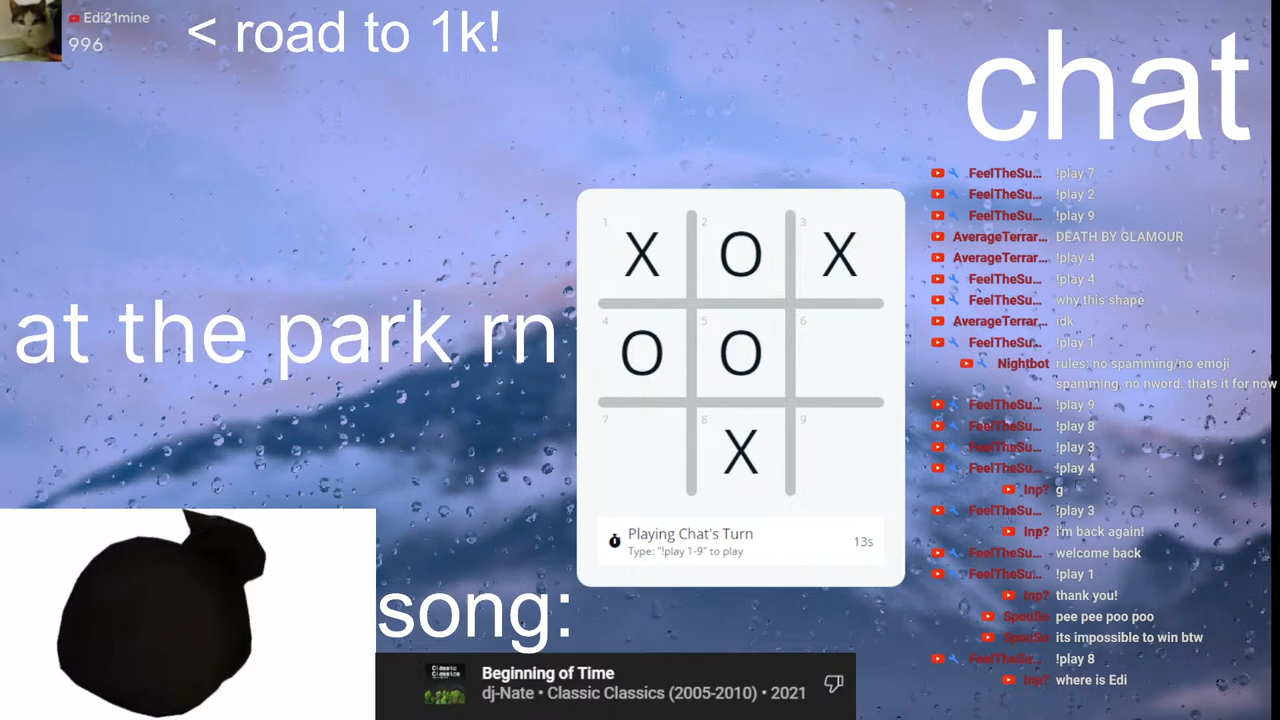 Edi21mine
996
< road to 1k!
chat
at the park rn
1
2
3
X
O
X
4
5
6
O
O
7
8
9
X
Playing Chat's Turn
Type: "!play 1-9" to play
13s
FeelTheSu... !play 7
FeelTheSu... !play 2
FeelTheSu... !play 9
AverageTerrar... DEATH BY GLAMOUR
AverageTerrar... !play 4
FeelTheSu... !play 4
FeelTheSu... why this shape
AverageTerrar... idk
FeelTheSu... !play 1
Nightbot rules: no spamming/no emoji
spamming, no nword. thats it for now
FeelTheSu... !play 9
FeelTheSu... !play 8
FeelTheSu... !play 3
FeelTheSu... !play 4
Inp? g
FeelTheSu... !play 3
Inp? i'm back again!
FeelTheSu... welcome back
FeelTheSu... !play 1
Inp? thank you!
SpouSo pee pee poo poo
SpouSo its impossible to win btw
FeelTheSu... !play 8
Inp? where is Edi
song:
Classic
Classics
Beginning of Time
dj-Nate • Classic Classics (2005-2010) • 2021